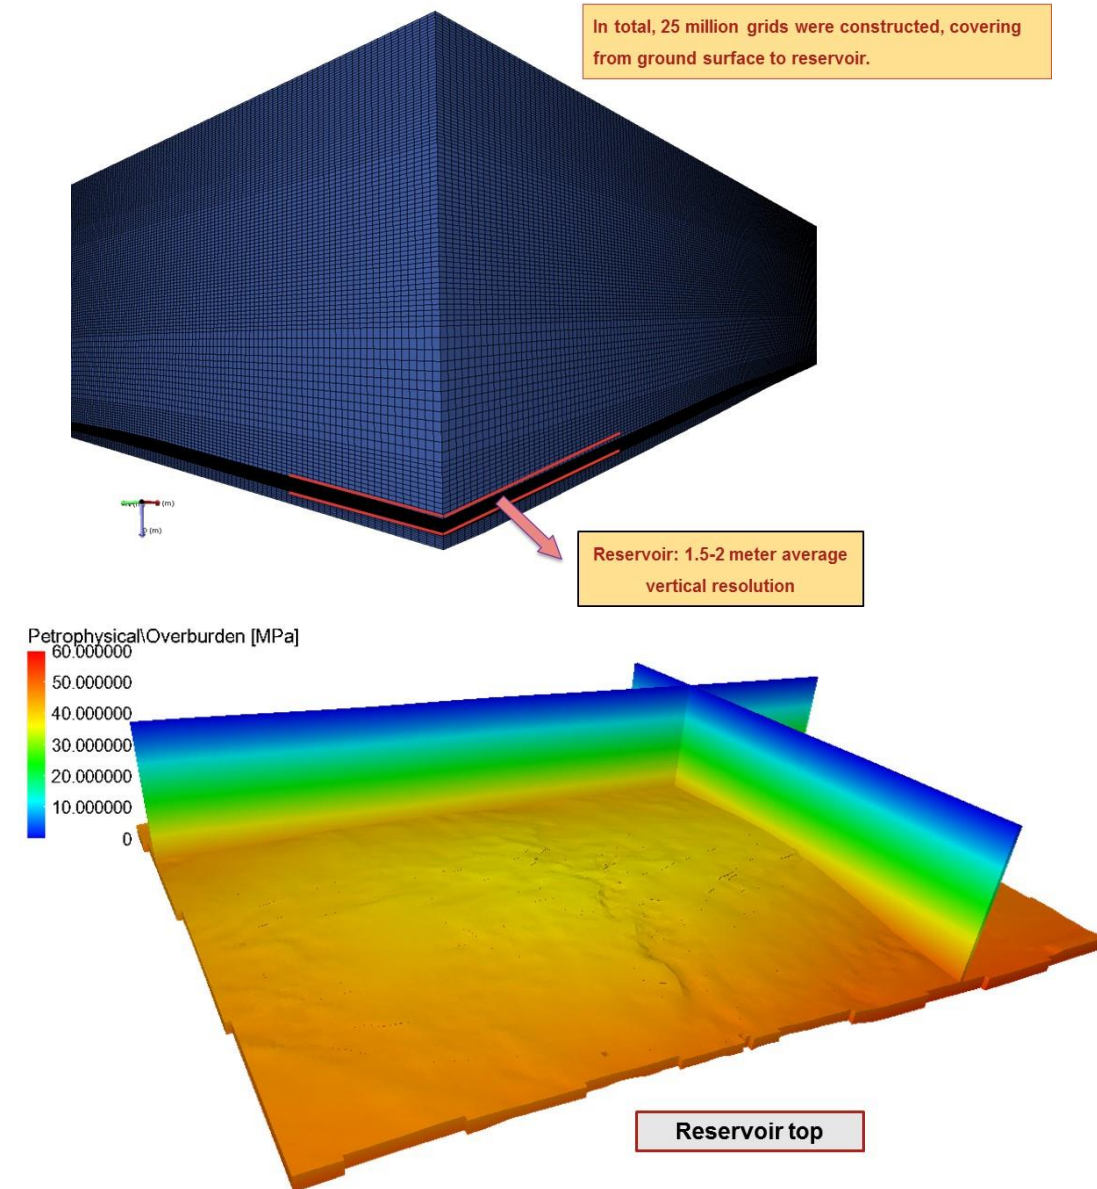 In total, 25 million grids were constructed, covering
from ground surface to reservoir.
(m)
(m)
Reservoir: 1.5-2 meter average
vertical resolution
Petrophysical\Overburden [MPa]
60.000000
50.000000
40.000000
30.000000
20.000000
10.000000
0
Reservoir top